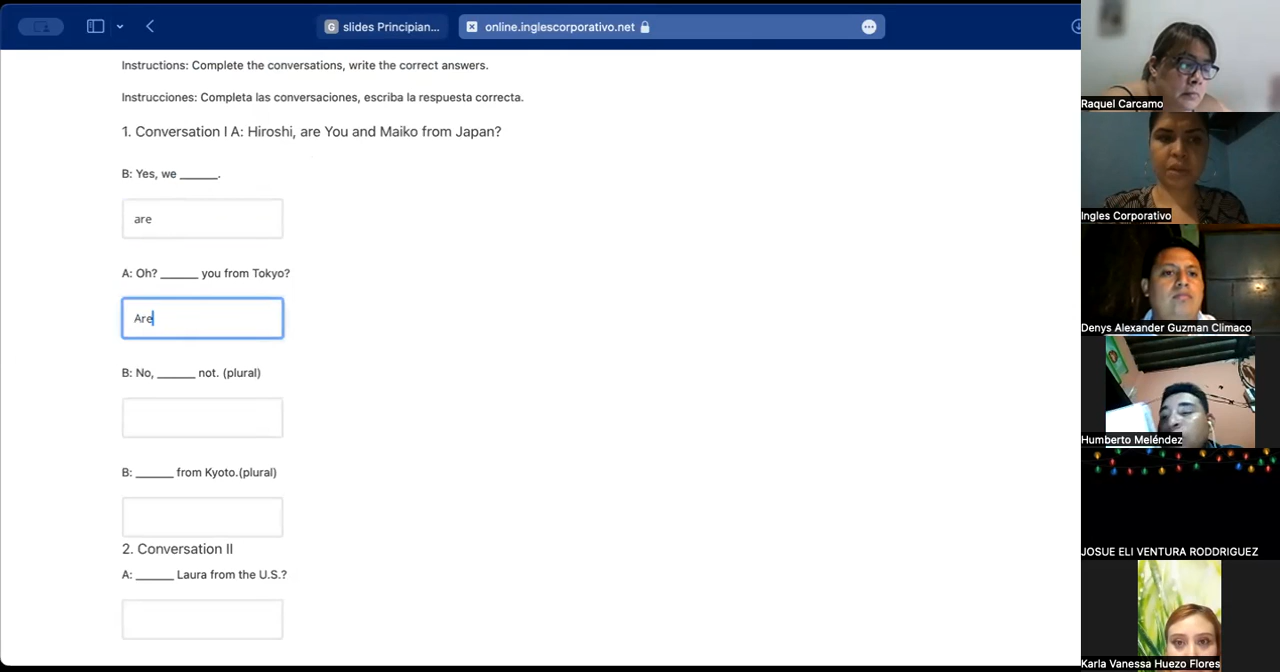 slides Principian...
online.inglescorporativo.net
Instructions: Complete the conversations, write the correct answers.
Instrucciones: Completa las conversaciones, escriba la respuesta correcta.
1. Conversation I A: Hiroshi, are You and Maiko from Japan?
B: Yes, we ______.
are
A: Oh? ______ you from Tokyo?
Are
B: No, ______ not. (plural)
B: ______ from Kyoto.(plural)
2. Conversation II
A: ______ Laura from the U.S.?
Raquel Carcamo
Ingles Corporativo
Denys Alexander Guzman Climaco
Humberto Meléndez
JOSUE ELI VENTURA RODDRIGUEZ
Karla Vanessa Huezo Flores